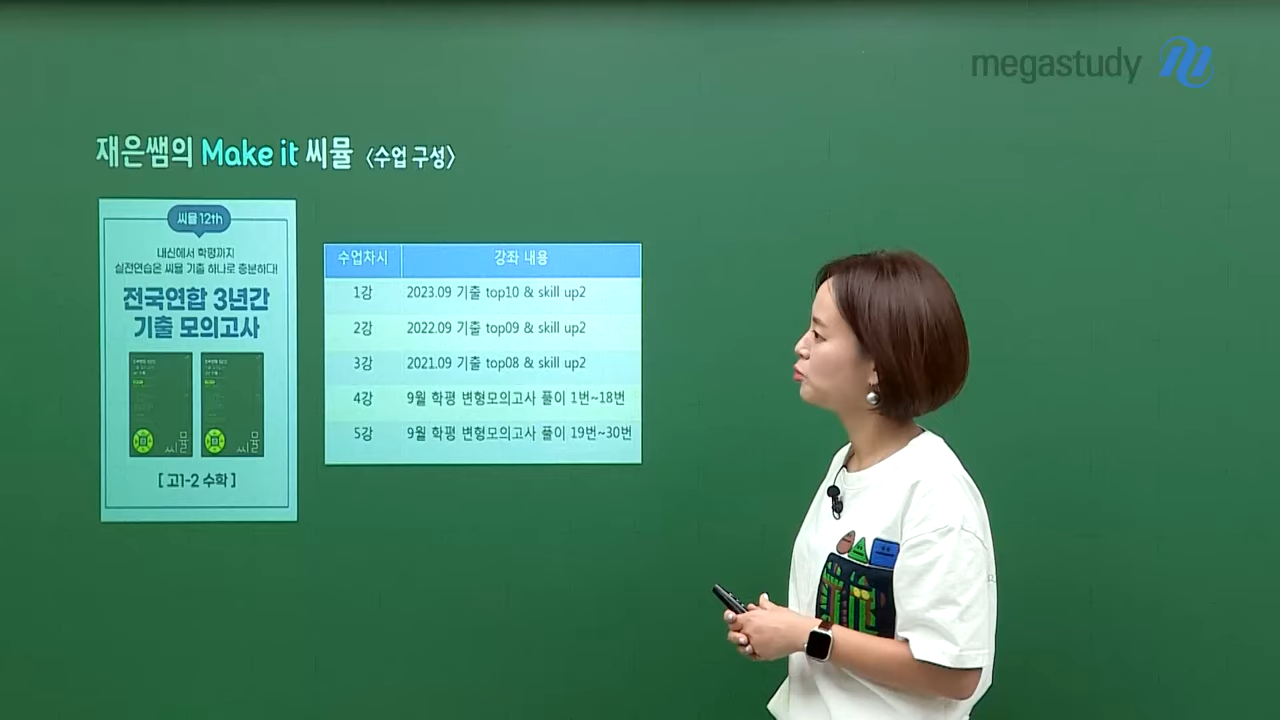 megastudy
재은쌤의 Make it 씨뮬 <수업 구성>
씨뮬 12th
내신에서 학평까지
실전연습은 씨뮬 기출 하나로 충분하다!
전국연합 3년간
기출 모의고사
씨뮬
씨뮬
[ 고1-2 수학 ]
수업차시 강좌 내용
1강 2023.09 기출 top10 & skill up2
2강 2022.09 기출 top09 & skill up2
3강 2021.09 기출 top08 & skill up2
4강 9월 학평 변형모의고사 풀이 1번~18번
5강 9월 학평 변형모의고사 풀이 19번~30번